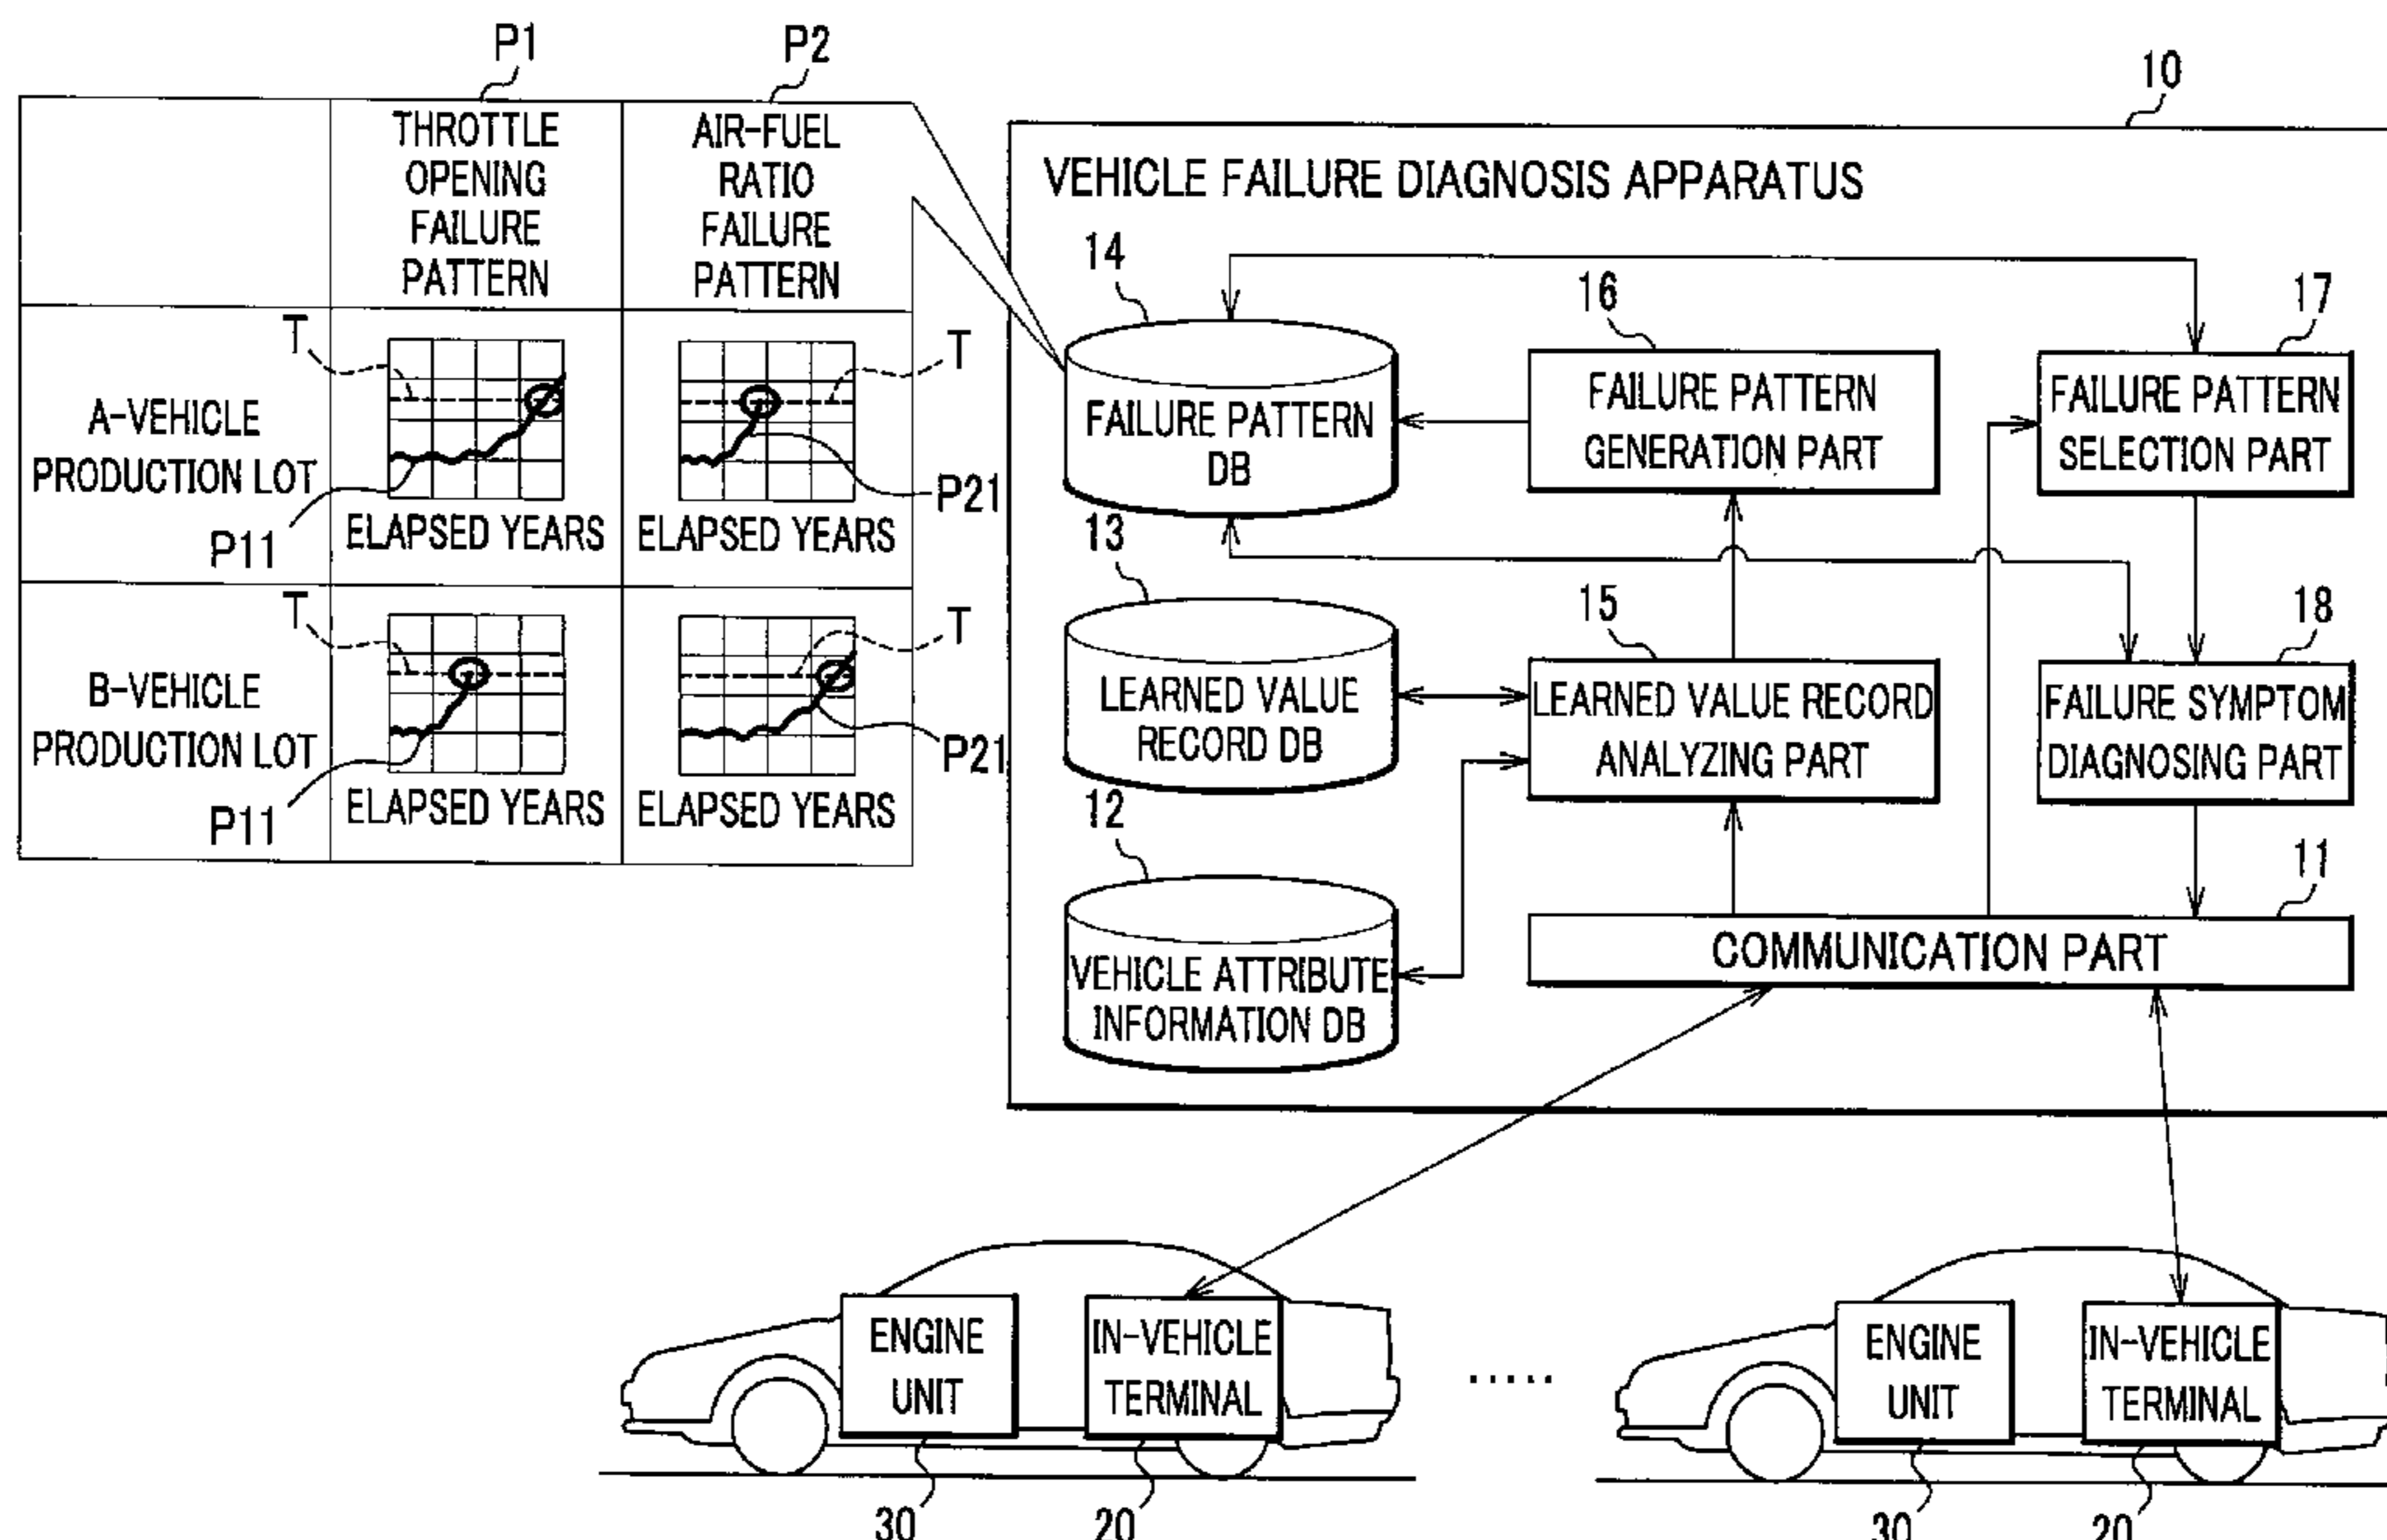 P1
P2
THROTTLE
OPENING
FAILURE
PATTERN
AIR-FUEL
RATIO
FAILURE
PATTERN
A-VEHICLE
PRODUCTION LOT
T
T
P11
P21
ELAPSED YEARS
ELAPSED YEARS
B-VEHICLE
PRODUCTION LOT
T
T
P11
P21
ELAPSED YEARS
ELAPSED YEARS
10
VEHICLE FAILURE DIAGNOSIS APPARATUS
14
FAILURE PATTERN
DB
16
FAILURE PATTERN
GENERATION PART
17
FAILURE PATTERN
SELECTION PART
13
LEARNED VALUE
RECORD DB
15
LEARNED VALUE RECORD
ANALYZING PART
18
FAILURE SYMPTOM
DIAGNOSING PART
12
VEHICLE ATTRIBUTE
INFORMATION DB
11
COMMUNICATION PART
ENGINE
UNIT
IN-VEHICLE
TERMINAL
30
20
.....
ENGINE
UNIT
IN-VEHICLE
TERMINAL
30
20